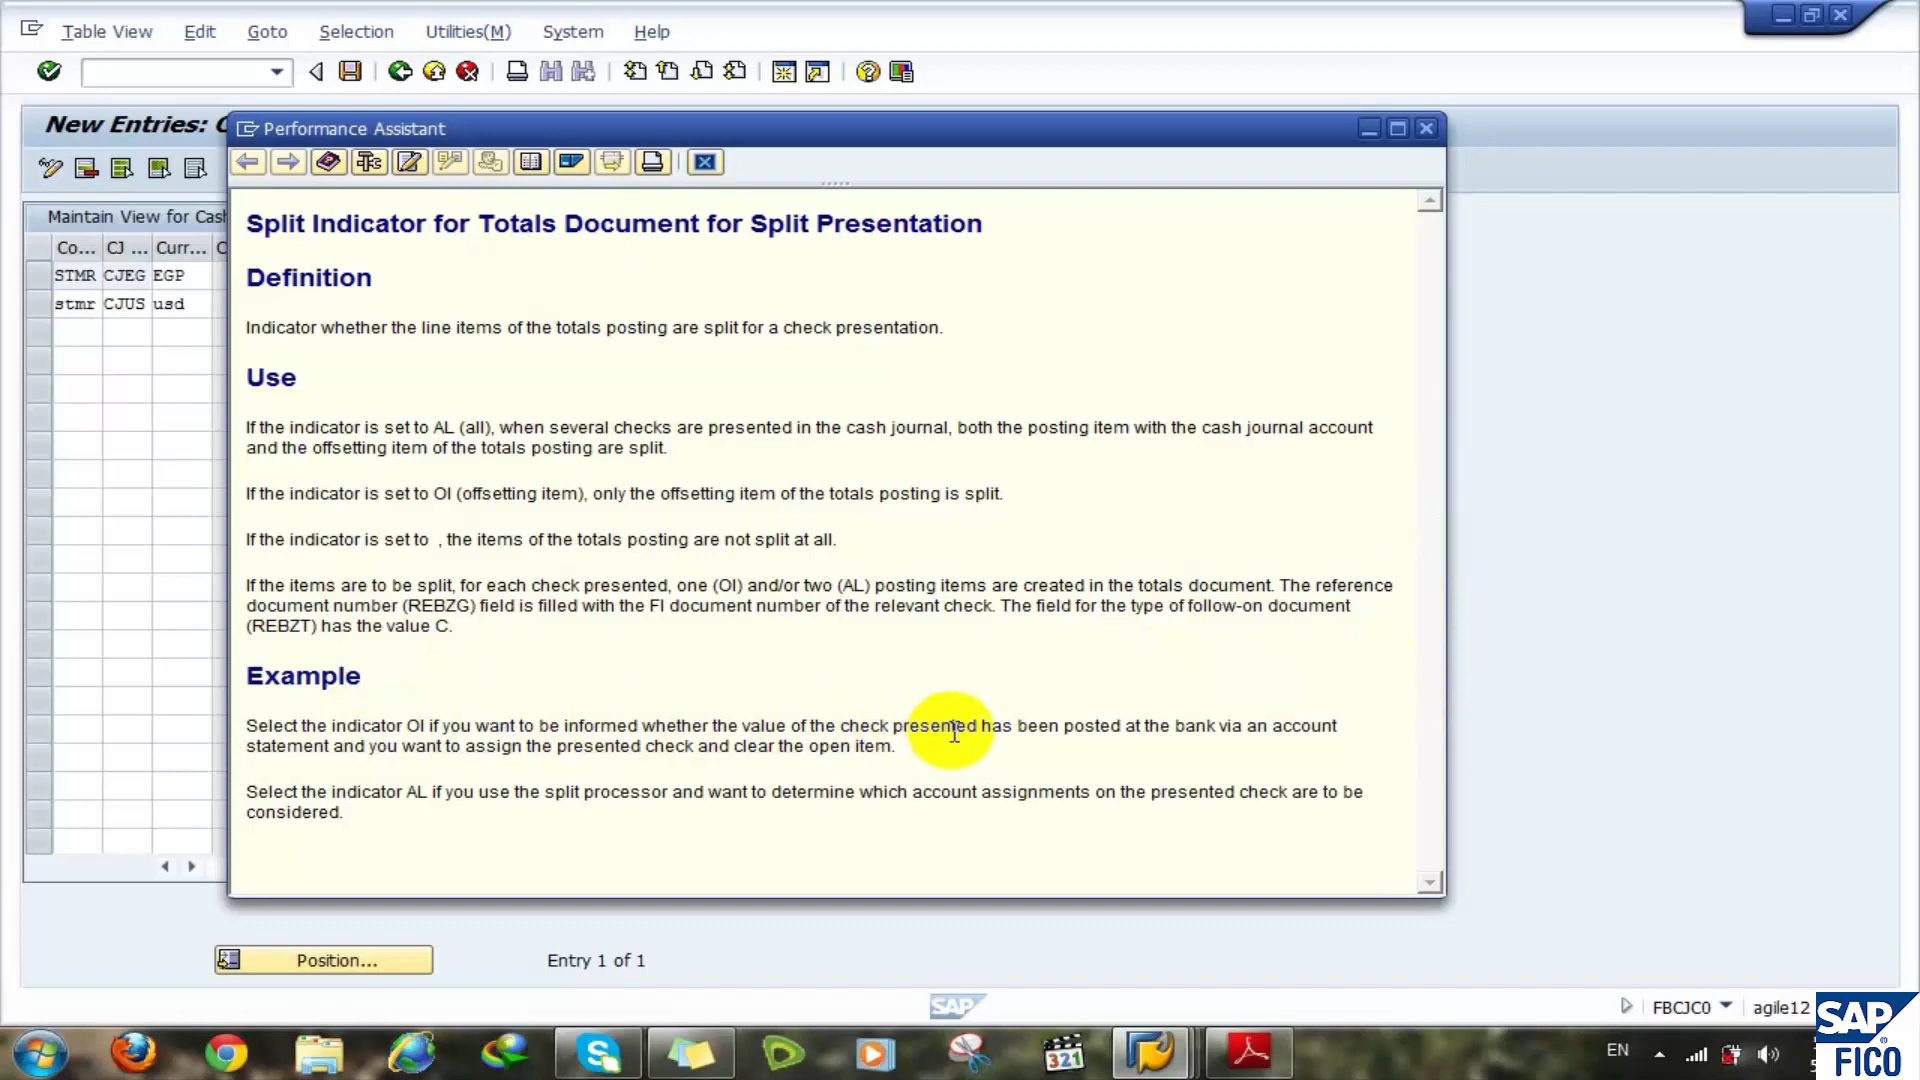 Table View Edit Goto Selection Utilities(M) System Help
New Entries:
Performance Assistant
Maintain View for Cas
Co... CJ ... Curr...
STMR CJEG EGP
stmr CJUS usd
Split Indicator for Totals Document for Split Presentation
Definition
Indicator whether the line items of the totals posting are split for a check presentation.
Use
If the indicator is set to AL (all), when several checks are presented in the cash journal, both the posting item with the cash journal account
and the offsetting item of the totals posting are split.
If the indicator is set to OI (offsetting item), only the offsetting item of the totals posting is split.
If the indicator is set to , the items of the totals posting are not split at all.
If the items are to be split, for each check presented, one (OI) and/or two (AL) posting items are created in the totals document. The reference
document number (REBZG) field is filled with the FI document number of the relevant check. The field for the type of follow-on document
(REBZT) has the value C.
Example
Select the indicator OI if you want to be informed whether the value of the check presented has been posted at the bank via an account
statement and you want to assign the presented check and clear the open item.
Select the indicator AL if you use the split processor and want to determine which account assignments on the presented check are to be
considered.
Position... Entry 1 of 1
SAP
FBCJC0 agile12
321
EN
SAP
FICO